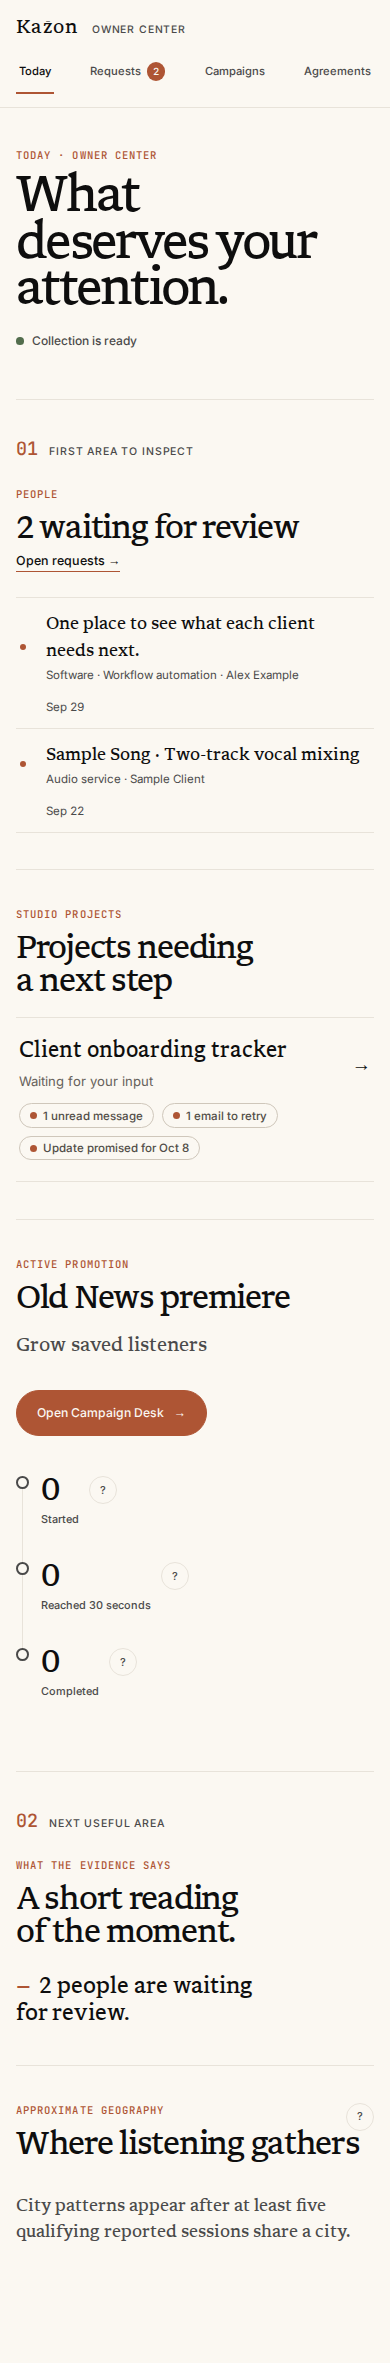 Kažon OWNER CENTER
Today Requests 2 Campaigns Agreements
TODAY · OWNER CENTER
What
deserves your
attention.
Collection is ready
01 FIRST AREA TO INSPECT
PEOPLE
2 waiting for review
Open requests →
One place to see what each client
needs next.
Software · Workflow automation · Alex Example
Sep 29
Sample Song · Two-track vocal mixing
Audio service · Sample Client
Sep 22
STUDIO PROJECTS
Projects needing
a next step
Client onboarding tracker
→
Waiting for your input
1 unread message 1 email to retry
Update promised for Oct 8
ACTIVE PROMOTION
Old News premiere
Grow saved listeners
Open Campaign Desk →
0 ?
Started
0 ?
Reached 30 seconds
0 ?
Completed
02 NEXT USEFUL AREA
WHAT THE EVIDENCE SAYS
A short reading
of the moment.
— 2 people are waiting
for review.
APPROXIMATE GEOGRAPHY
?
Where listening gathers
City patterns appear after at least five
qualifying reported sessions share a city.